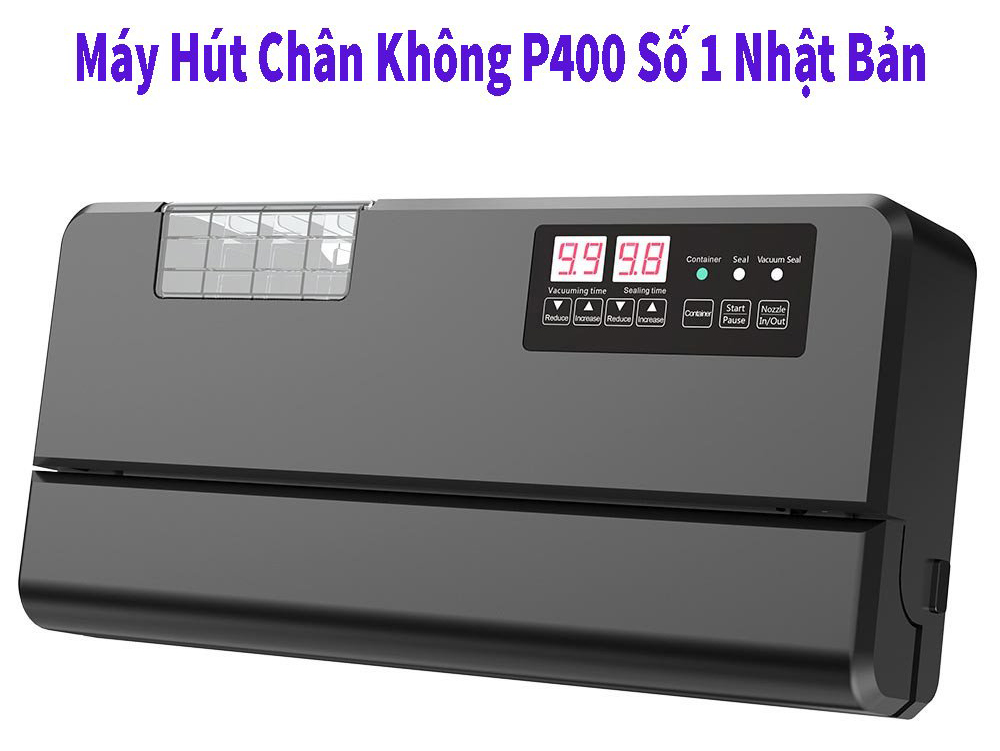 Máy Hút Chân Không P400 Số 1 Nhật Bản
9.9 9.8
Container Seal Vacuum Seal
Vacuuming time Sealing time
Reduce Increase Reduce Increase
Container
Start
Pause
Nozzle
In/Out